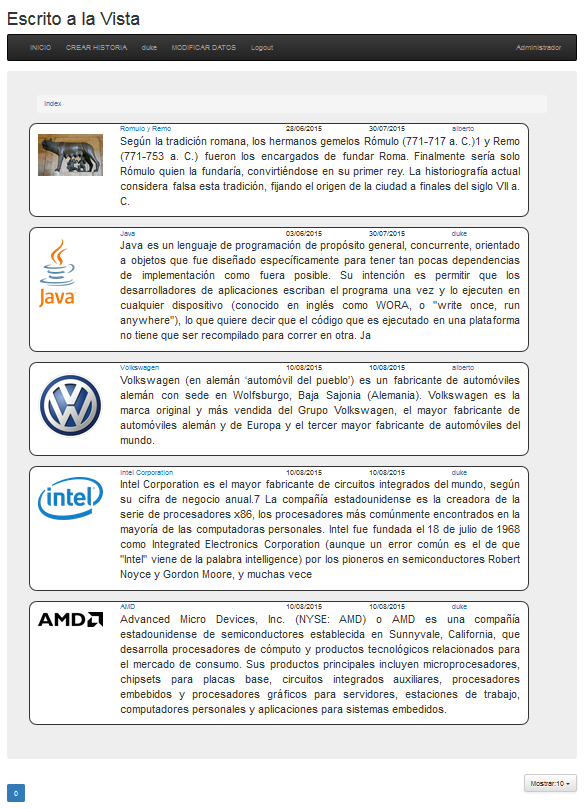 Escrito a la Vista
INICIO CREAR HISTORIA duke MODIFICAR DATOS Logout Administrador
Index
Romulo y Remo 28/06/2015 30/07/2015 alberto
Según la tradición romana, los hermanos gemelos Rómulo (771-717 a. C.)1 y Remo
(771-753 a. C.) fueron los encargados de fundar Roma. Finalmente sería solo
Rómulo quien la fundaría, convirtiéndose en su primer rey. La historiografía actual
considera falsa esta tradición, fijando el origen de la ciudad a finales del siglo VII a.
C.
Java 03/06/2015 30/07/2015 duke
Java es un lenguaje de programación de propósito general, concurrente, orientado
a objetos que fue diseñado específicamente para tener tan pocas dependencias
de implementación como fuera posible. Su intención es permitir que los
desarrolladores de aplicaciones escriban el programa una vez y lo ejecuten en
cualquier dispositivo (conocido en inglés como WORA, o "write once, run
anywhere"), lo que quiere decir que el código que es ejecutado en una plataforma
no tiene que ser recompilado para correr en otra. Ja
Java
Volkswagen 10/08/2015 10/08/2015 alberto
Volkswagen (en alemán ‘automóvil del pueblo’) es un fabricante de automóviles
alemán con sede en Wolfsburgo, Baja Sajonia (Alemania). Volkswagen es la
marca original y más vendida del Grupo Volkswagen, el mayor fabricante de
automóviles alemán y de Europa y el tercer mayor fabricante de automóviles del
mundo.
Intel Corporation 10/08/2015 10/08/2015 duke
intel
Intel Corporation es el mayor fabricante de circuitos integrados del mundo, según
su cifra de negocio anual.7 La compañía estadounidense es la creadora de la
serie de procesadores x86, los procesadores más comúnmente encontrados en la
mayoría de las computadoras personales. Intel fue fundada el 18 de julio de 1968
como Integrated Electronics Corporation (aunque un error común es el de que
"Intel" viene de la palabra intelligence) por los pioneros en semiconductores Robert
Noyce y Gordon Moore, y muchas vece
AMD 10/08/2015 10/08/2015 duke
AMD
Advanced Micro Devices, Inc. (NYSE: AMD) o AMD es una compañía
estadounidense de semiconductores establecida en Sunnyvale, California, que
desarrolla procesadores de cómputo y productos tecnológicos relacionados para
el mercado de consumo. Sus productos principales incluyen microprocesadores,
chipsets para placas base, circuitos integrados auxiliares, procesadores
embebidos y procesadores gráficos para servidores, estaciones de trabajo,
computadores personales y aplicaciones para sistemas embedidos.
Mostrar:10
0